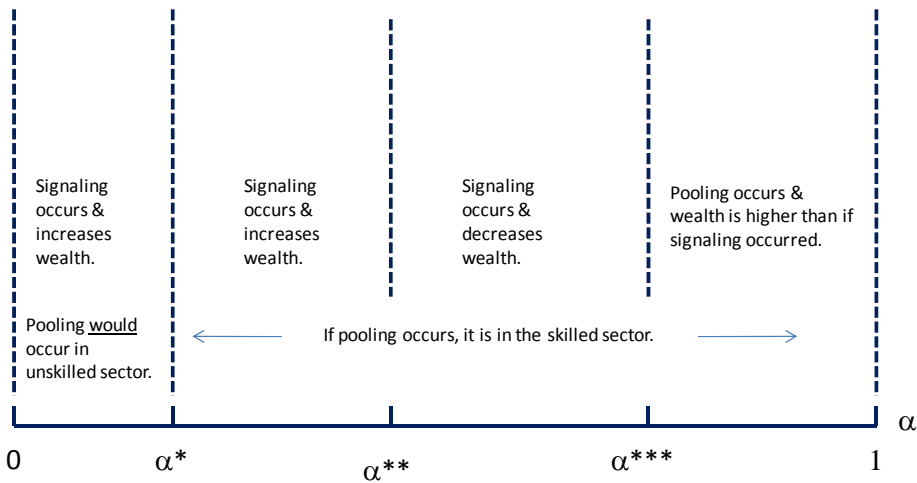 Signaling
occurs &
increases
wealth.
Signaling
occurs &
increases
wealth.
Signaling
occurs &
decreases
wealth.
Pooling occurs &
wealth is higher than if
signaling occurred.
Pooling would
occur in
unskilled sector.
If pooling occurs, it is in the skilled sector.
α
0
α*
α**
α***
1